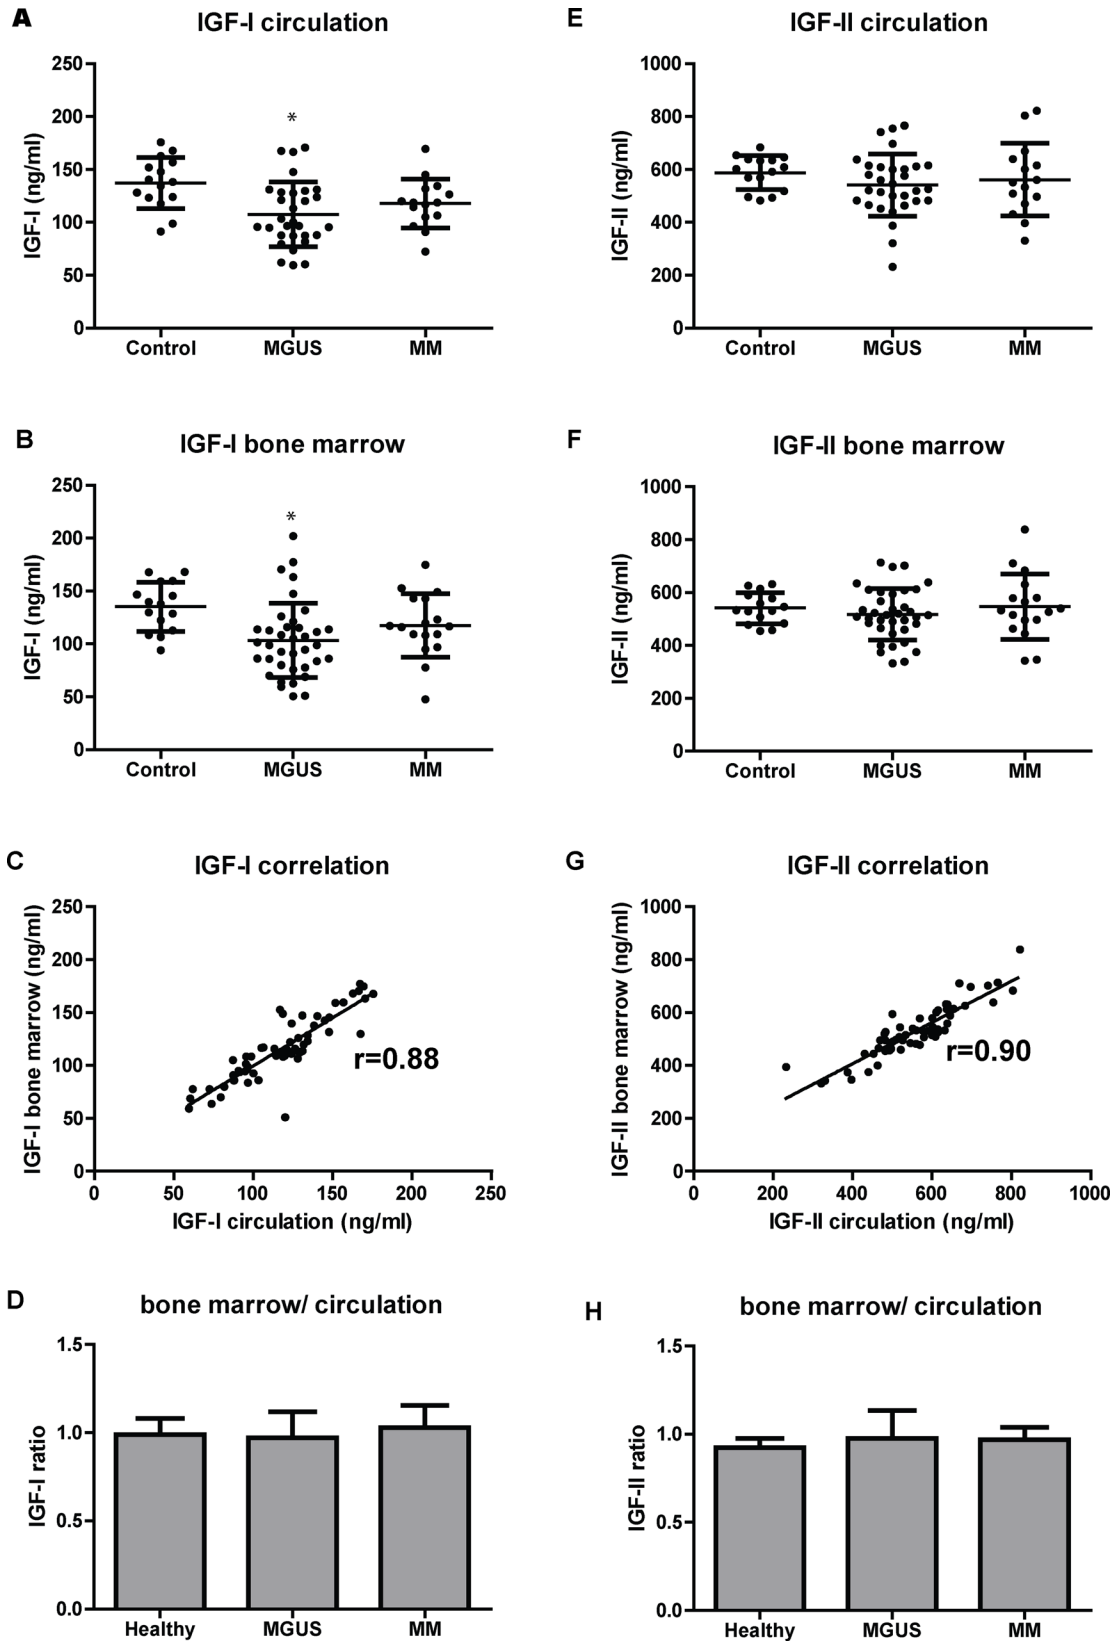 A
IGF-I circulation
250
200
150
100
50
0
IGF-I (ng/ml)
*
Control
MGUS
MM
E
IGF-II circulation
1000
800
600
400
200
0
IGF-II (ng/ml)
Control
MGUS
MM
B
IGF-I bone marrow
250
200
150
100
50
0
IGF-I (ng/ml)
*
Control
MGUS
MM
F
IGF-II bone marrow
1000
800
600
400
200
0
IGF-II (ng/ml)
Control
MGUS
MM
C
IGF-I correlation
250
200
150
100
50
0
IGF-I bone marrow (ng/ml)
r=0.88
0
50
100
150
200
250
IGF-I circulation (ng/ml)
G
IGF-II correlation
1000
800
600
400
200
0
IGF-II bone marrow (ng/ml)
r=0.90
0
200
400
600
800
1000
IGF-II circulation (ng/ml)
D
bone marrow/ circulation
1.5
1.0
0.5
0.0
IGF-I ratio
Healthy
MGUS
MM
H
bone marrow/ circulation
1.5
1.0
0.5
0.0
IGF-II ratio
Healthy
MGUS
MM